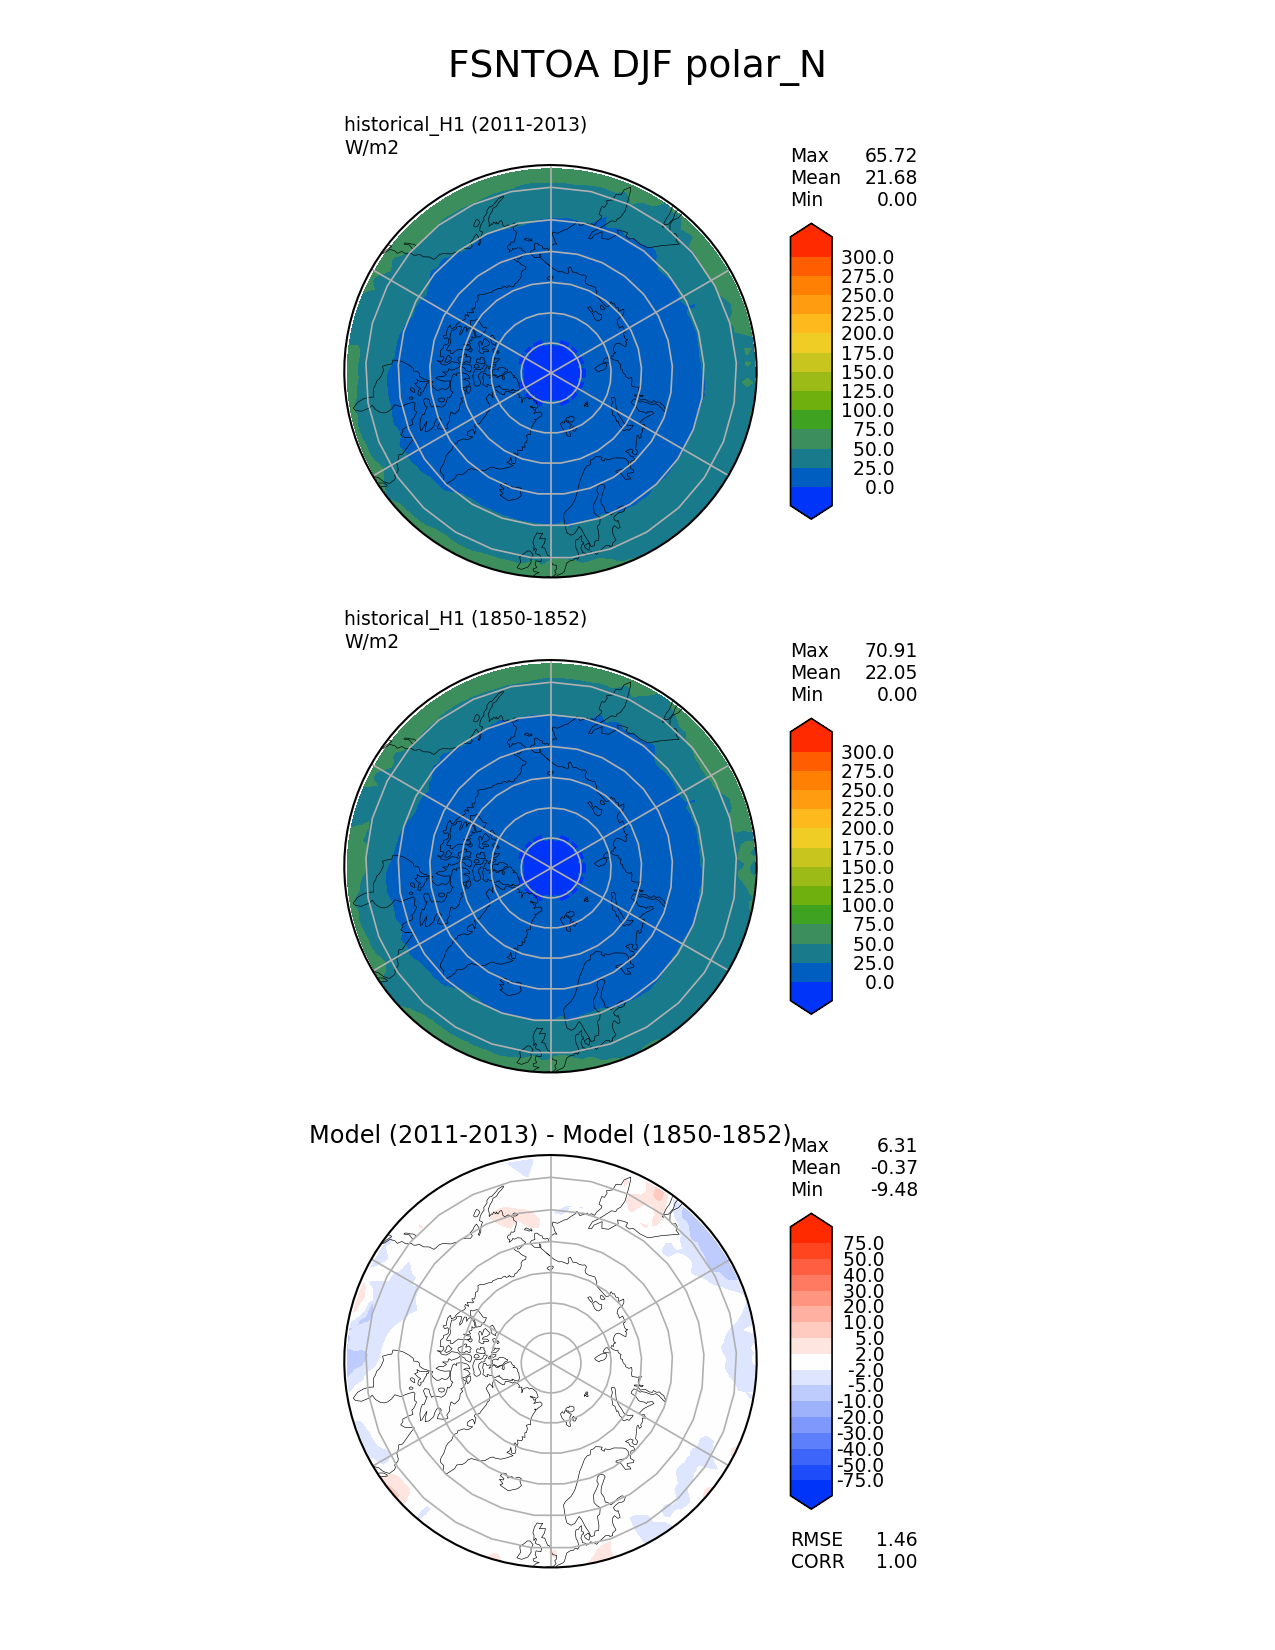 FSNTOA DJF polar_N
historical_H1 (2011-2013)
W/m2
Max 65.72
Mean 21.68
Min 0.00
300.0
275.0
250.0
225.0
200.0
175.0
150.0
125.0
100.0
75.0
50.0
25.0
0.0
historical_H1 (1850-1852)
W/m2
Max 70.91
Mean 22.05
Min 0.00
300.0
275.0
250.0
225.0
200.0
175.0
150.0
125.0
100.0
75.0
50.0
25.0
0.0
Model (2011-2013) - Model (1850-1852)
Max 6.31
Mean -0.37
Min -9.48
75.0
50.0
40.0
30.0
20.0
10.0
5.0
2.0
-2.0
-5.0
-10.0
-20.0
-30.0
-40.0
-50.0
-75.0
RMSE 1.46
CORR 1.00